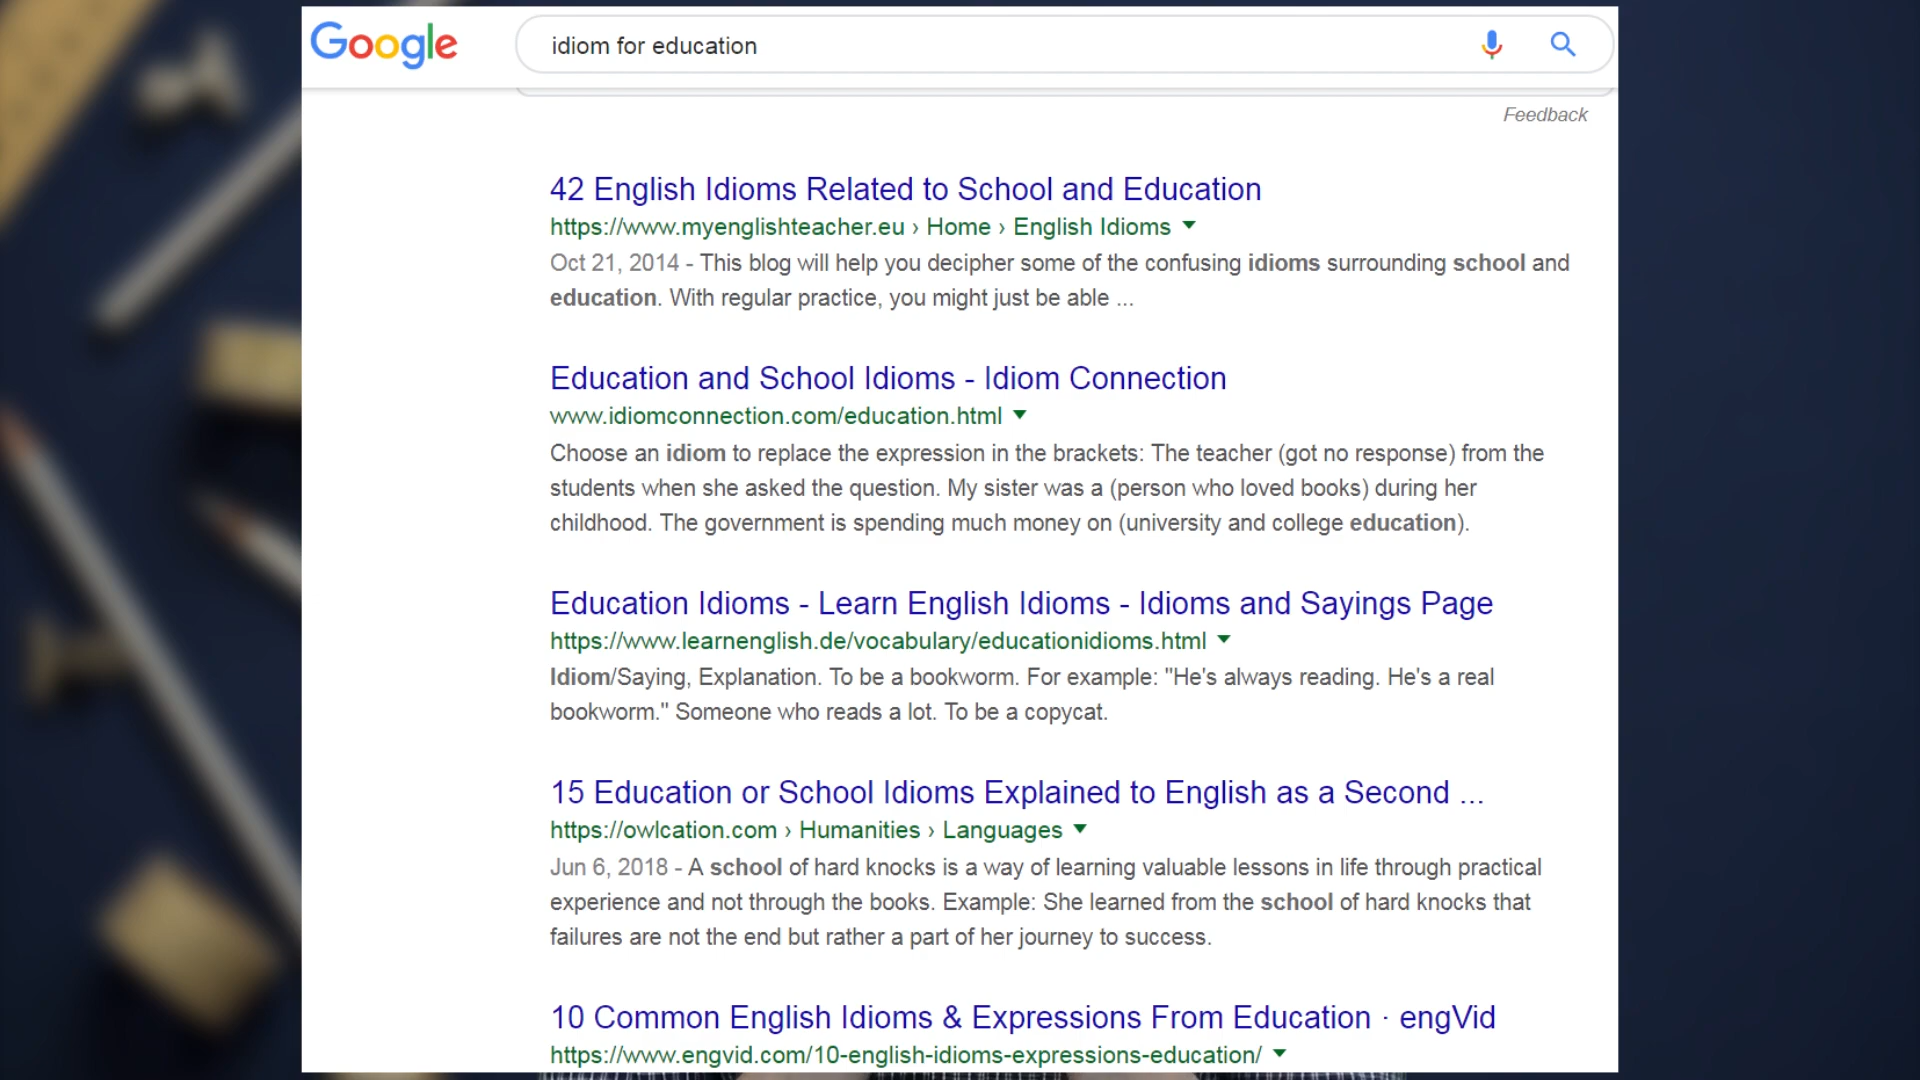 Google
idiom for education
Feedback
42 English Idioms Related to School and Education
https://www.myenglishteacher.eu › Home › English Idioms
Oct 21, 2014 - This blog will help you decipher some of the confusing idioms surrounding school and
education. With regular practice, you might just be able ...
Education and School Idioms - Idiom Connection
www.idiomconnection.com/education.html
Choose an idiom to replace the expression in the brackets: The teacher (got no response) from the
students when she asked the question. My sister was a (person who loved books) during her
childhood. The government is spending much money on (university and college education).
Education Idioms - Learn English Idioms - Idioms and Sayings Page
https://www.learnenglish.de/vocabulary/educationidioms.html
Idiom/Saying, Explanation. To be a bookworm. For example: "He's always reading. He's a real
bookworm." Someone who reads a lot. To be a copycat.
15 Education or School Idioms Explained to English as a Second ...
https://owlcation.com › Humanities › Languages
Jun 6, 2018 - A school of hard knocks is a way of learning valuable lessons in life through practical
experience and not through the books. Example: She learned from the school of hard knocks that
failures are not the end but rather a part of her journey to success.
10 Common English Idioms & Expressions From Education · engVid
https://www.engvid.com/10-english-idioms-expressions-education/